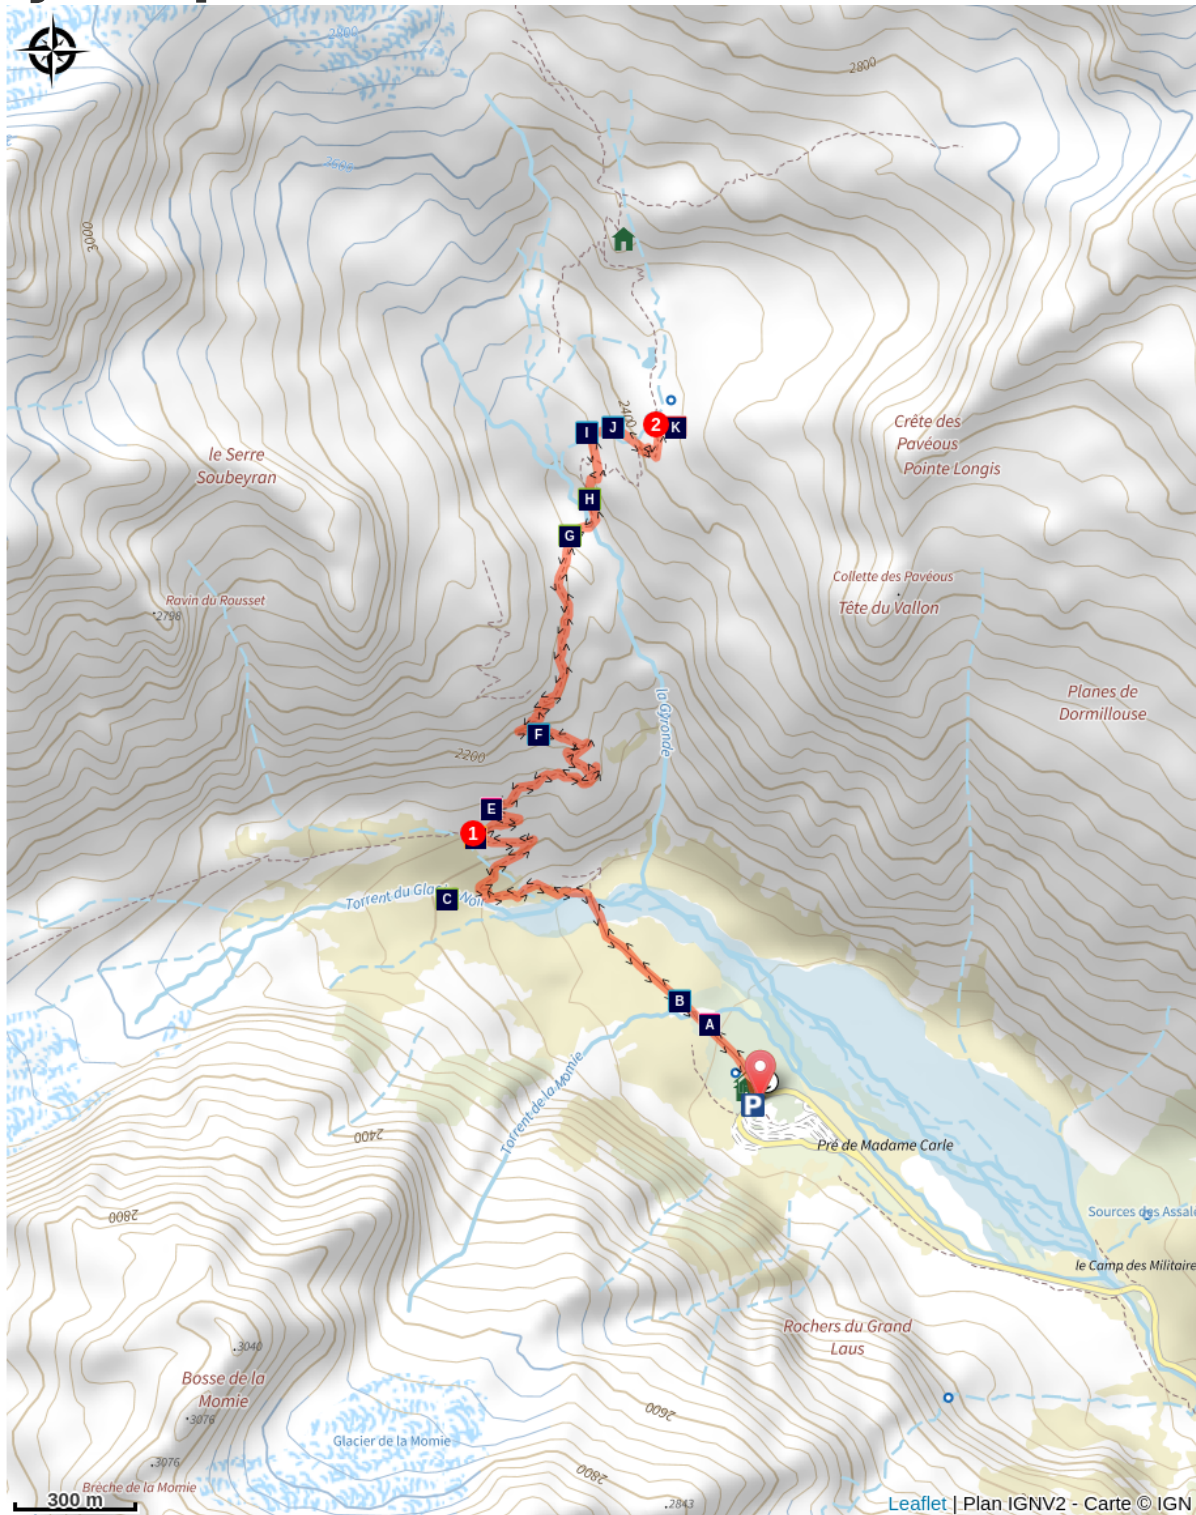 2800
2800
2600
3000
2400
2
K
J
I
Crête des
Pavéous
Pointe Longis
le Serre
Soubeyran
H
G
Collette des Pavéous
Tête du Vallon
Ravin du Rousset
2798
la Gyronde
Planes de
Dormillouse
F
2200
E
1
Torrent du Glacier Noir
C
B
A
Torrent de la Momie
P
2400
Pré de Madame Carle
2800
Sources des Assal
le Camp des Militaire
Rochers du Grand
Laus
3040
Bosse de la
Momie
3076
2600
Glacier de la Momie
3076
2800
Brèche de la Momie
2843
300 m
Leaflet | Plan IGNV2 - Carte © IGN